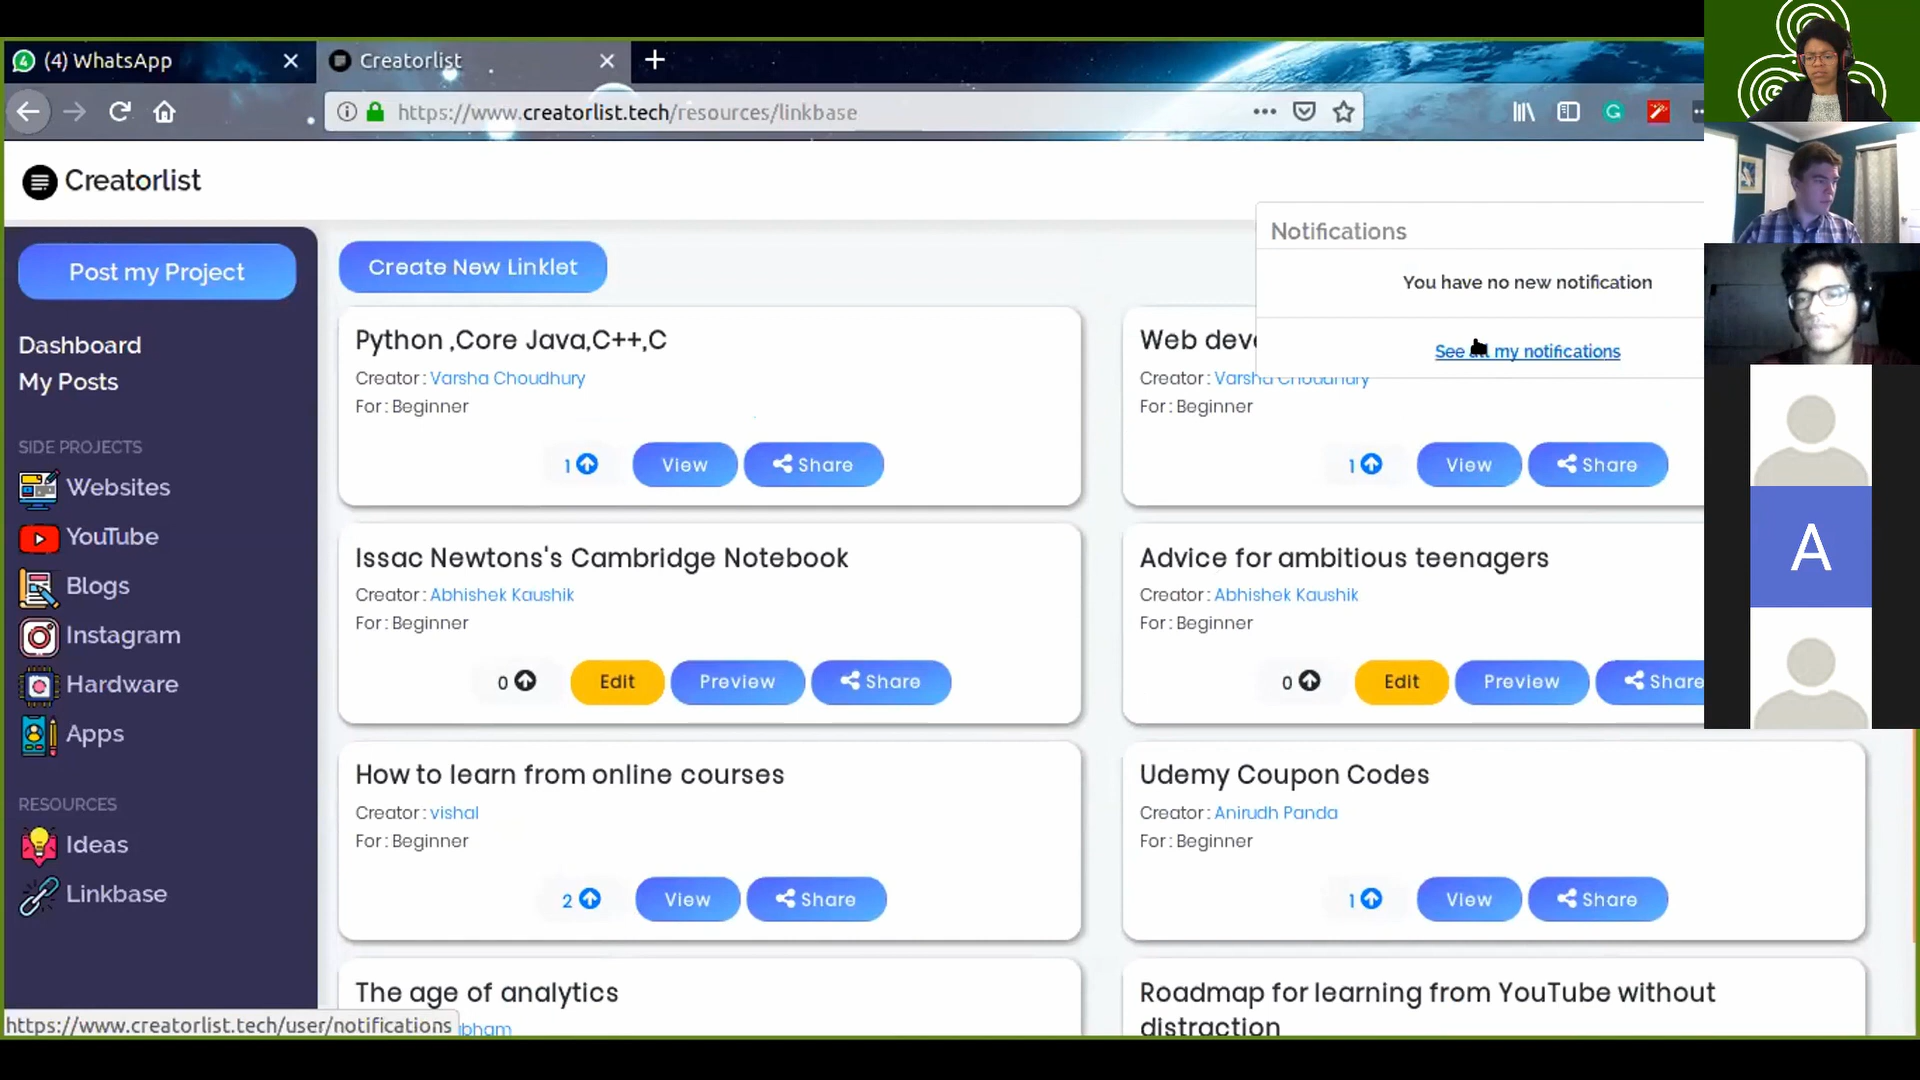 (4) WhatsApp
Creatorlist
https://www.creatorlist.tech/resources/linkbase
Creatorlist
Notifications
You have no new notification
See all my notifications
Post my Project
Dashboard
My Posts
SIDE PROJECTS
Websites
YouTube
Blogs
Instagram
Hardware
Apps
RESOURCES
Ideas
Linkbase
Create New Linklet
Python ,Core Java,C++,C
Creator : Varsha Choudhury
For : Beginner
1 View Share
Web deve
Creator : Varsha Choudhury
For : Beginner
1 View Share
Issac Newtons's Cambridge Notebook
Creator : Abhishek Kaushik
For : Beginner
0 Edit Preview Share
Advice for ambitious teenagers
Creator : Abhishek Kaushik
For : Beginner
0 Edit Preview Share
How to learn from online courses
Creator : vishal
For : Beginner
2 View Share
Udemy Coupon Codes
Creator : Anirudh Panda
For : Beginner
1 View Share
The age of analytics
bham
Roadmap for learning from YouTube without
distraction
https://www.creatorlist.tech/user/notifications
A